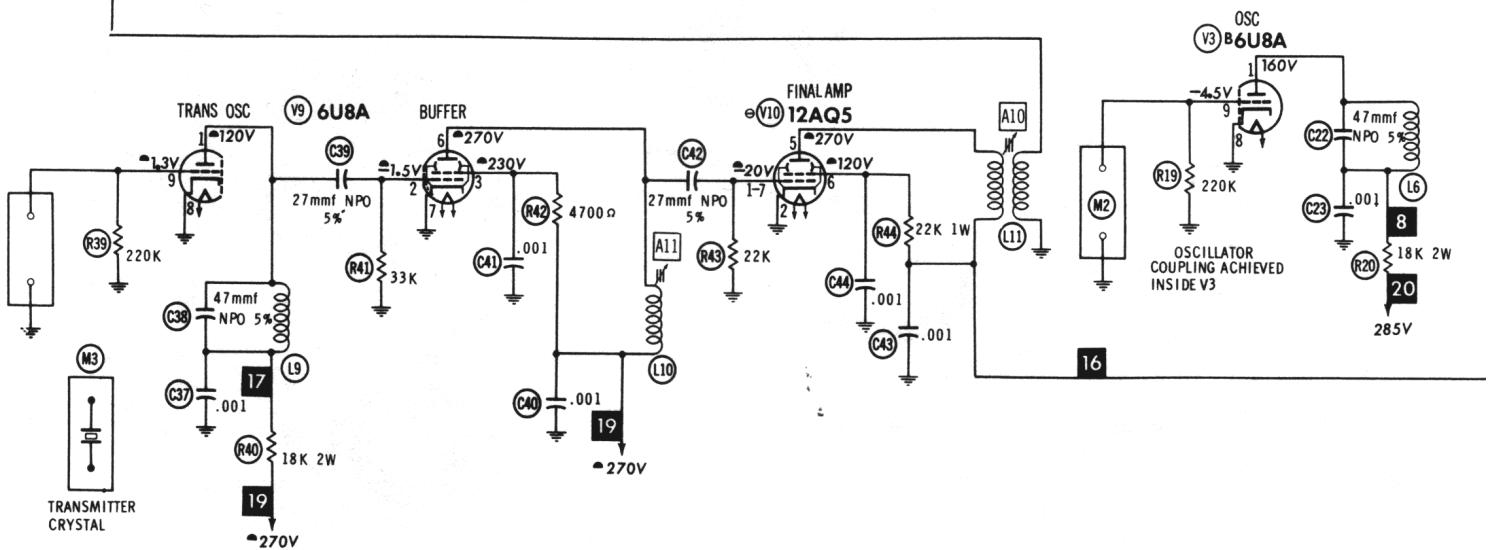 OSC
V3 B 6U8A
1 160V
-4.5V
9
8
47mmf
NPO 5%
C22
L6
C23 .001
8
R19
220K
M2
OSCILLATOR
COUPLING ACHIEVED
INSIDE V3
R20
18K 2W
20
285V
TRANS OSC
V9 6U8A
BUFFER
FINAL AMP
V10 12AQ5
A10
1 120V
-1.3V
9
8
R39
220K
C39
27mmf NPO
5%
-1.5V
2
6
270V
230V
3
7
R41
33K
R42
4700Ω
C41
.001
C42
27mmf NPO
5%
-20V
1-7
5
270V
120V
6
2
R43
22K
R44
22K 1W
L11
A11
C44
.001
C43
.001
C38
47mmf
NPO 5%
L9
L10
M3
C37
.001
17
C40
.001
19
270V
16
R40
18K 2W
19
270V
TRANSMITTER
CRYSTAL